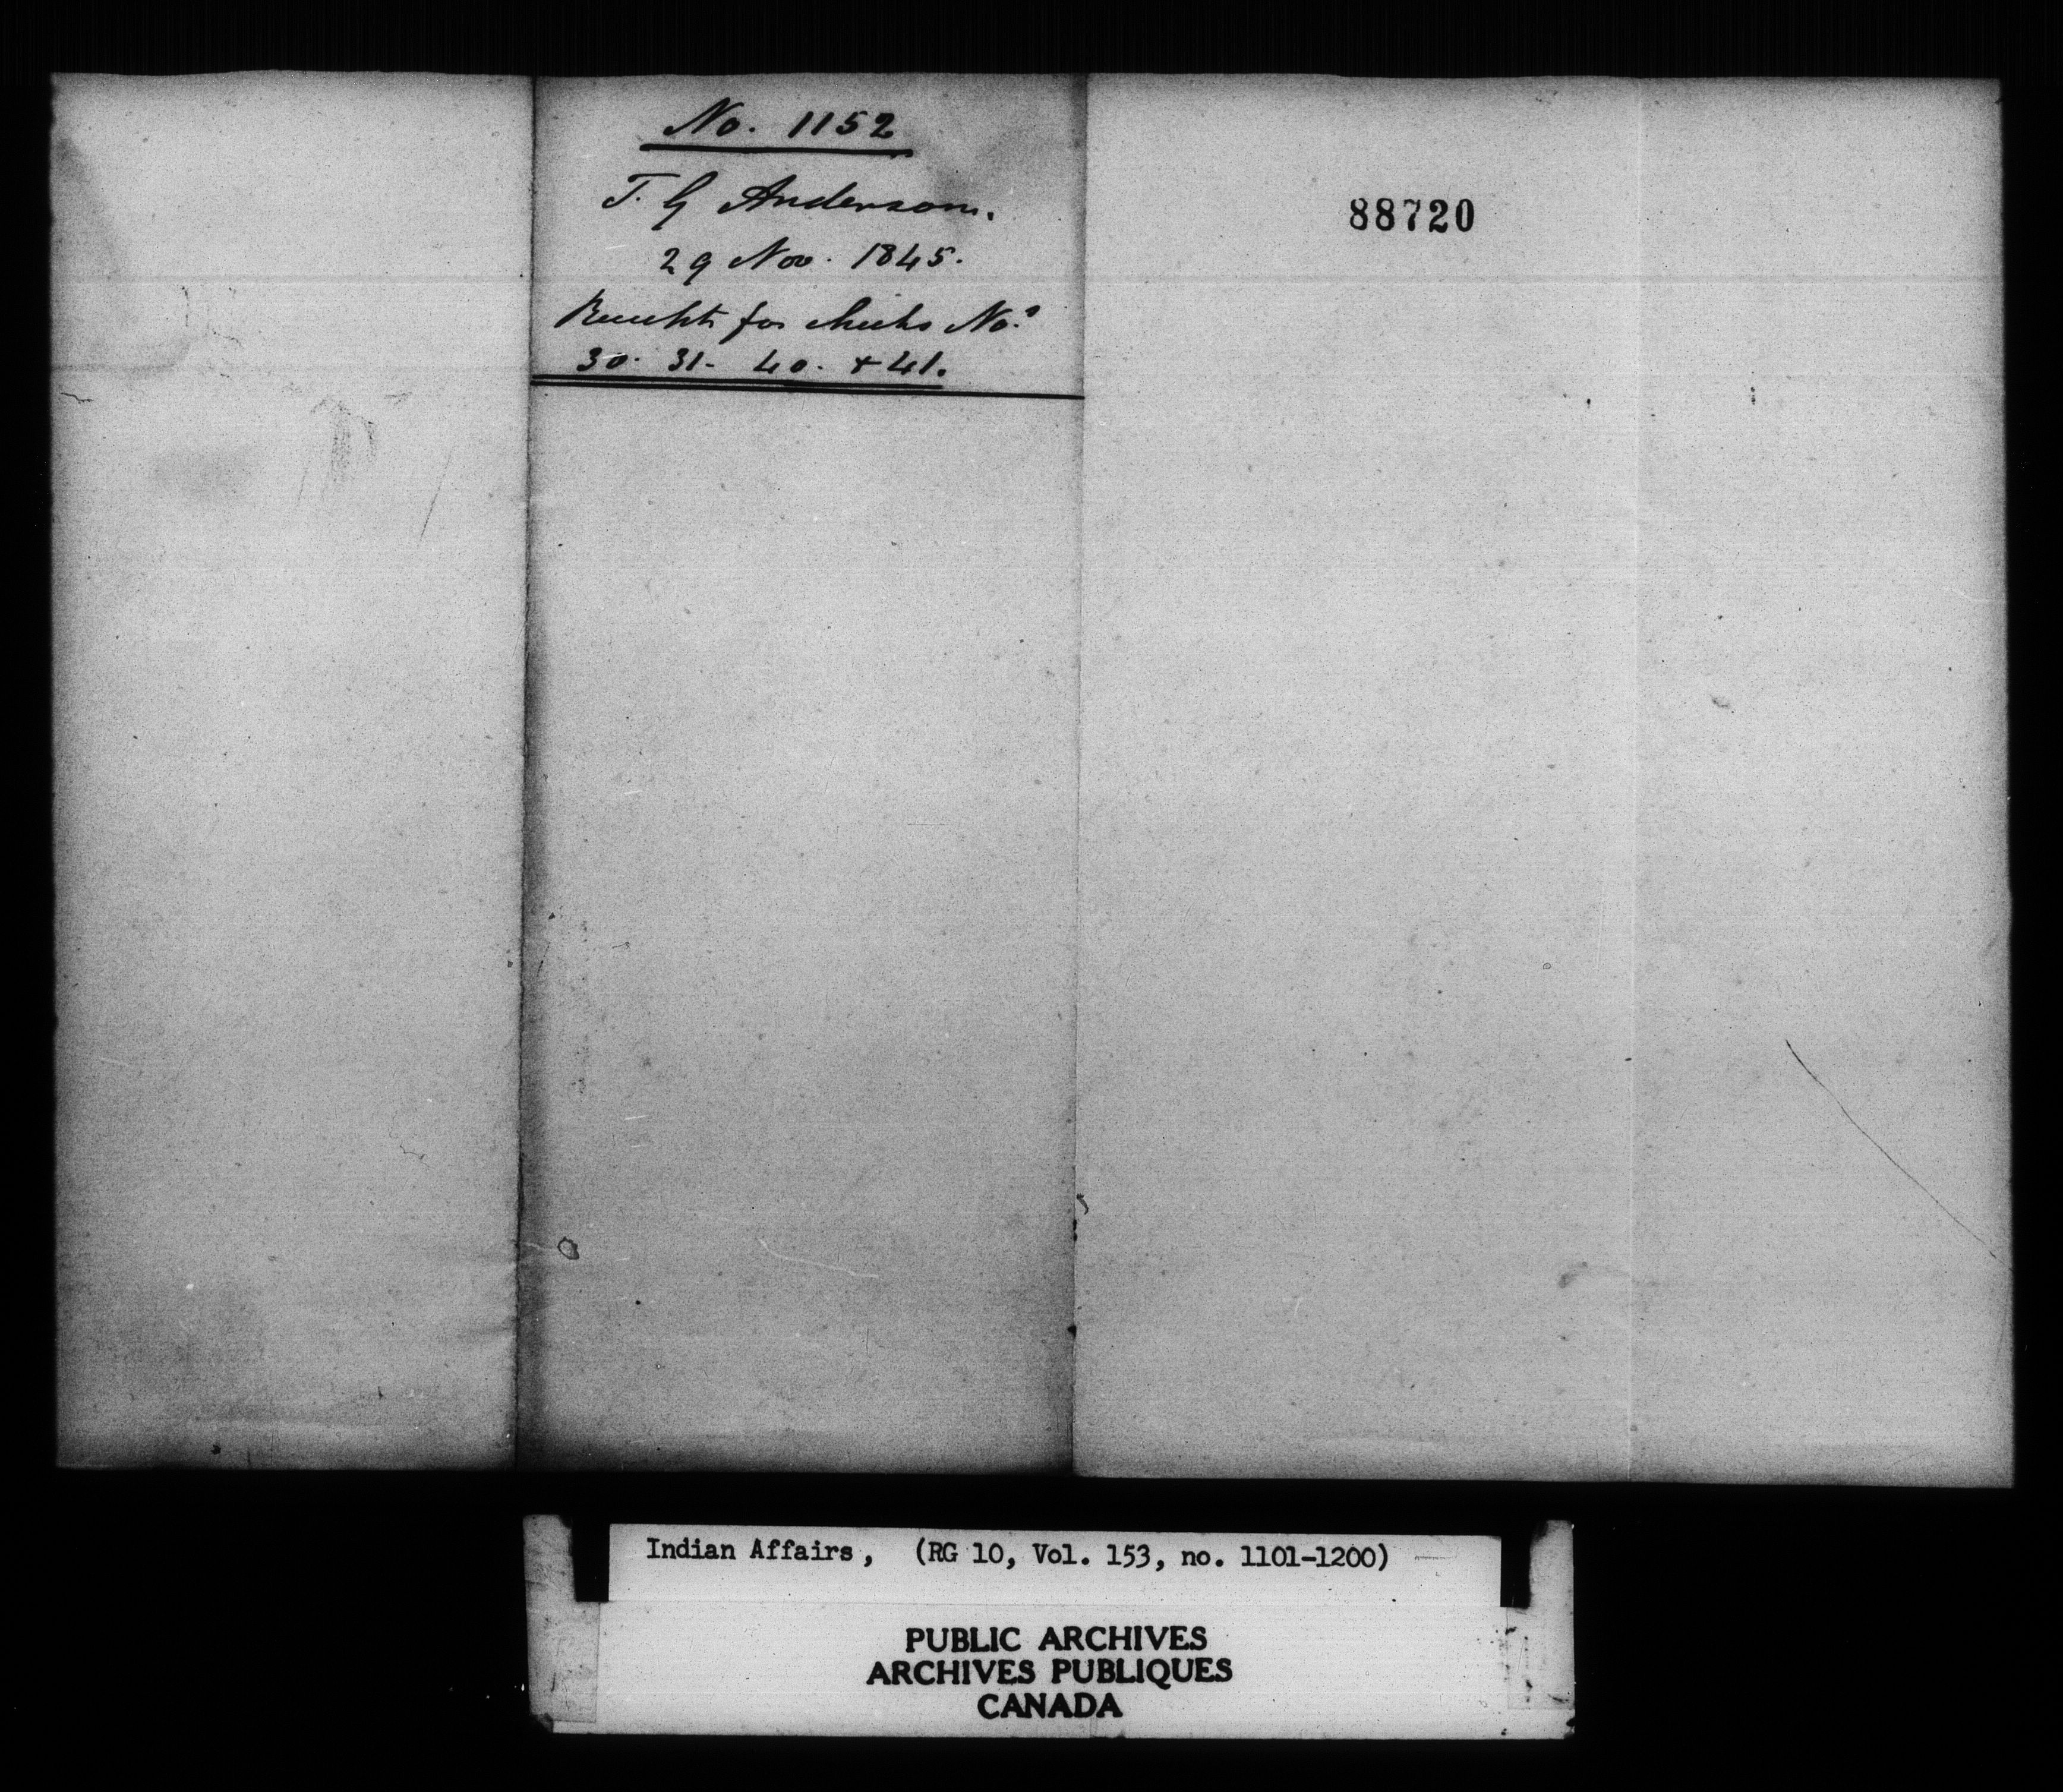 No. 1152
T. G Anderson.
29 Nov. 1845.
Receipts for checks No.s
30. 31. 40. & 41.
88720
Indian Affairs, (RG 10, Vol. 153, no. 1101-1200)
PUBLIC ARCHIVES
ARCHIVES PUBLIQUES
CANADA